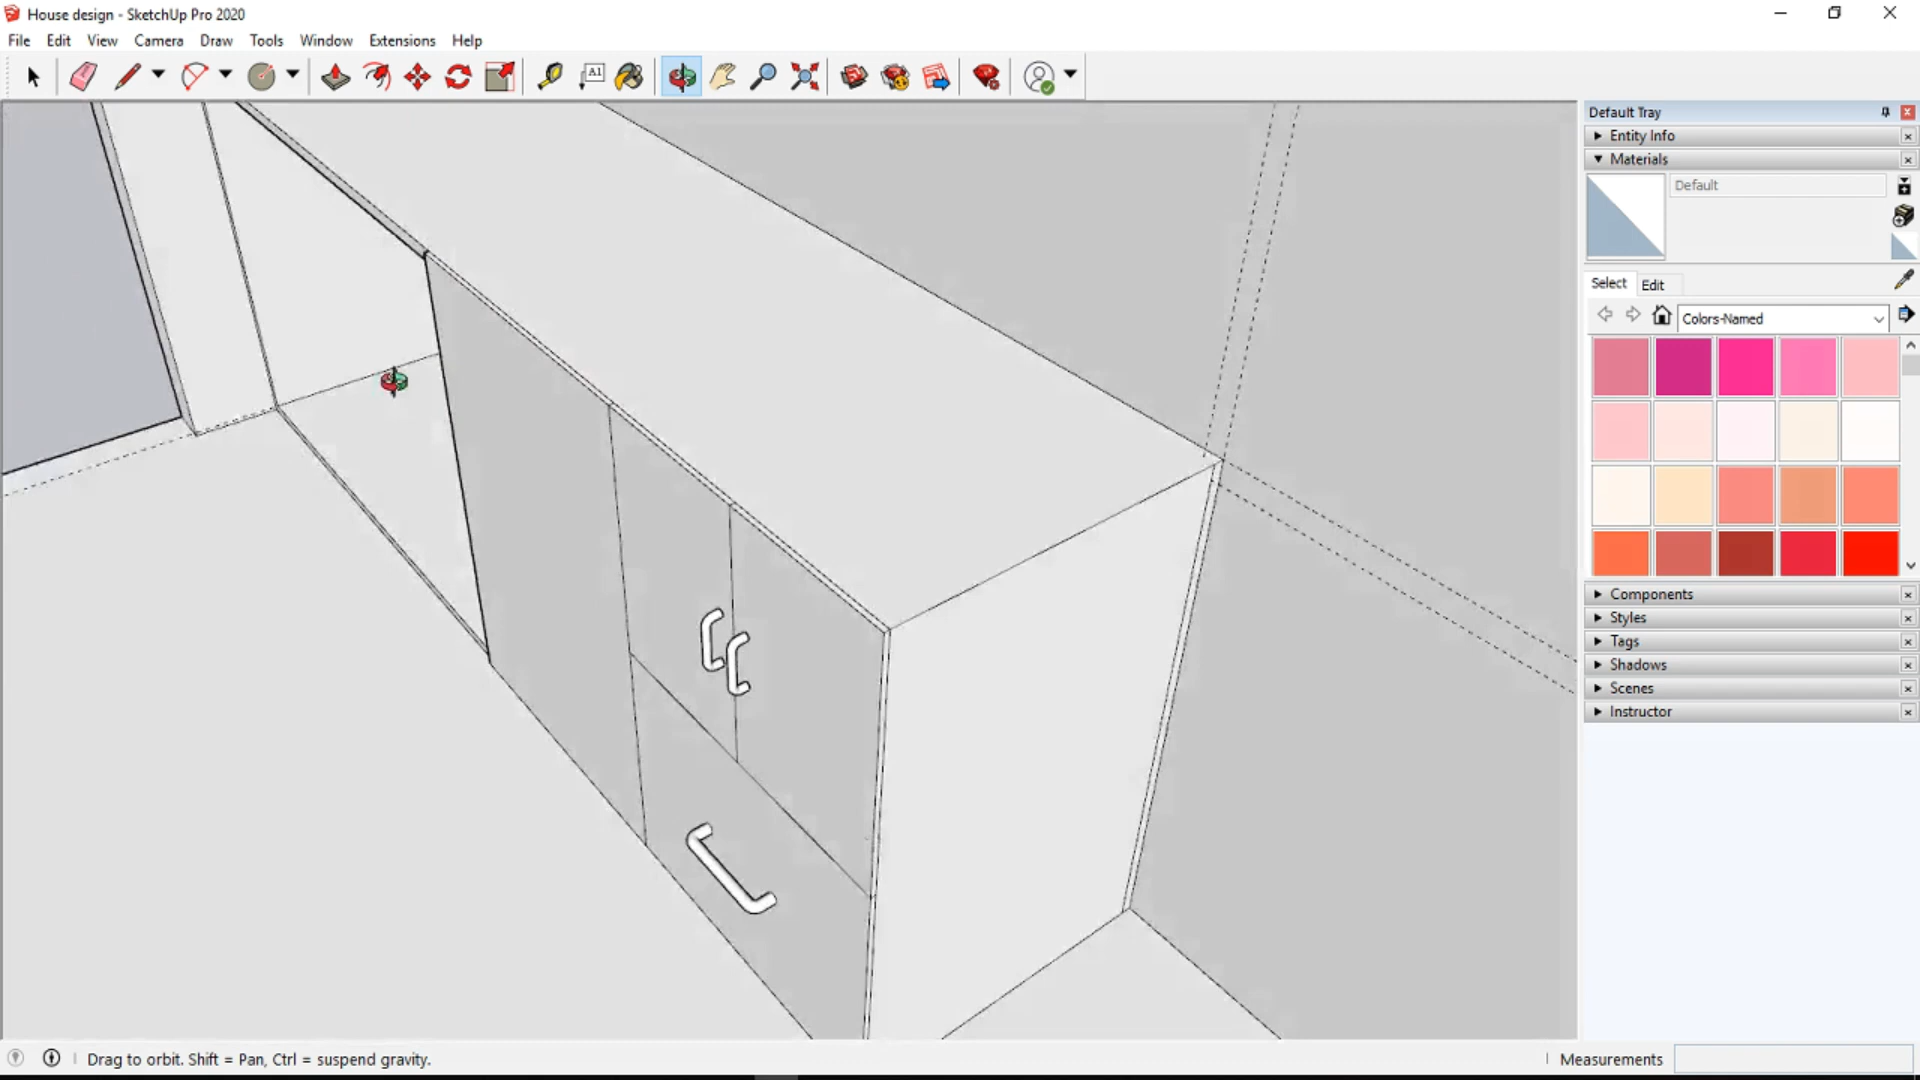 House design - SketchUp Pro 2020
File Edit View Camera Draw Tools Window Extensions Help
A1
Default Tray
Entity Info
Materials
Default
Select Edit
Colors-Named
Components
Styles
Tags
Shadows
Scenes
Instructor
Drag to orbit. Shift = Pan, Ctrl = suspend gravity.
Measurements